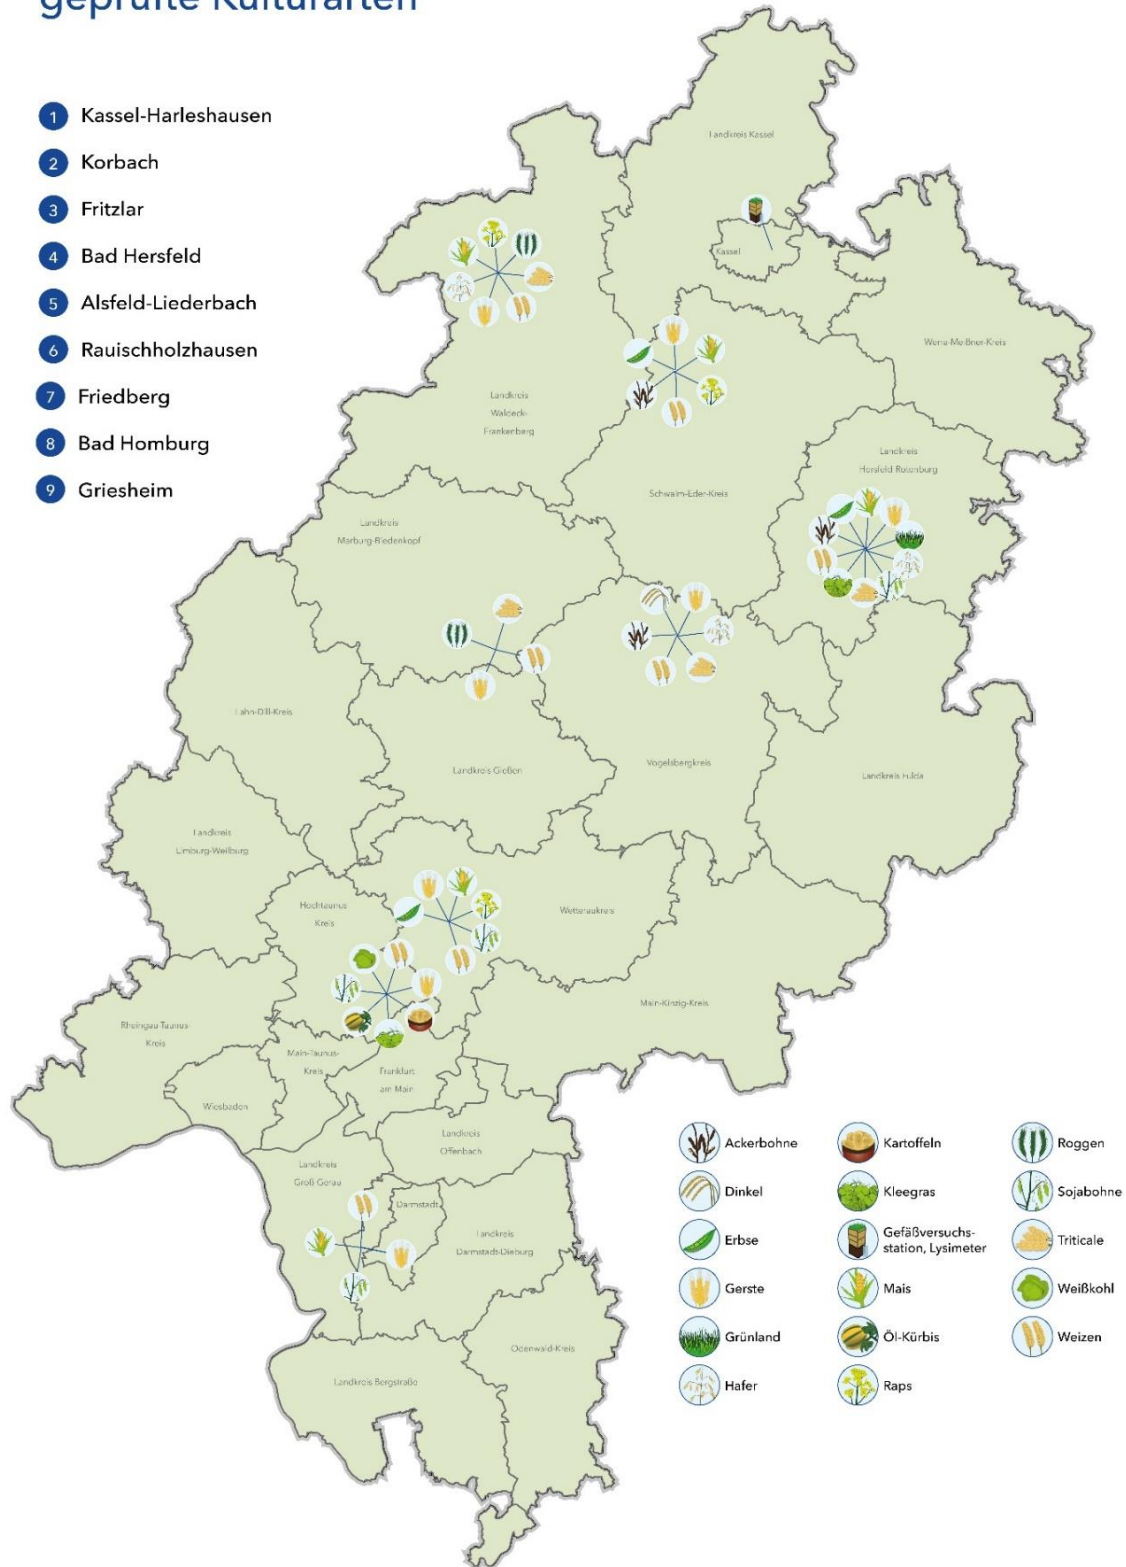 geprüfte Kulturarten
1 Kassel-Harleshausen
2 Korbach
3 Fritzlar
4 Bad Hersfeld
5 Alsfeld-Liederbach
6 Rauischholzhausen
7 Friedberg
8 Bad Homburg
9 Griesheim
Landkreis Kassel
Kassel
Werra-Meißner-Kreis
Landkreis
Waldeck-
Frankenberg
Landkreis
Hersfeld-Rotenburg
Schwalm-Eder-Kreis
Landkreis
Marburg-Biedenkopf
Lahn-Dill-Kreis
Landkreis Gießen
Vogelsbergkreis
Landkreis Fulda
Landkreis
Limburg-Weilburg
Hochtaunus
Kreis
Wetteraukreis
Main-Kinzig-Kreis
Rheingau-Taunus-
Kreis
Main-Taunus-
Kreis
Frankfurt
am Main
Wiesbaden
Landkreis
Offenbach
Landkreis
Groß-Gerau
Darmstadt
Landkreis
Darmstadt-Dieburg
Odenwald-Kreis
Landkreis Bergstraße
Ackerbohne
Dinkel
Erbse
Gerste
Grünland
Hafer
Kartoffeln
Kleegras
Gefäßversuchs-
station, Lysimeter
Mais
Öl-Kürbis
Raps
Roggen
Sojabohne
Triticale
Weißkohl
Weizen